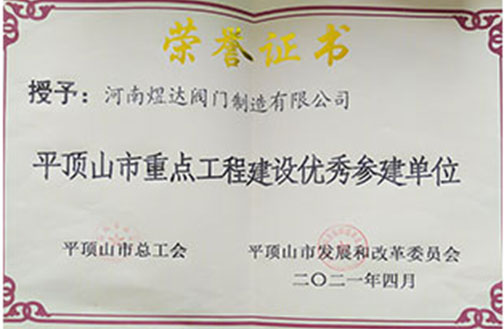 荣誉证书
授予：河南煜达阀门制造有限公司
平顶山市重点工程建设优秀参建单位
平顶山市总工会 平顶山市发展和改革委员会
二〇二一年四月